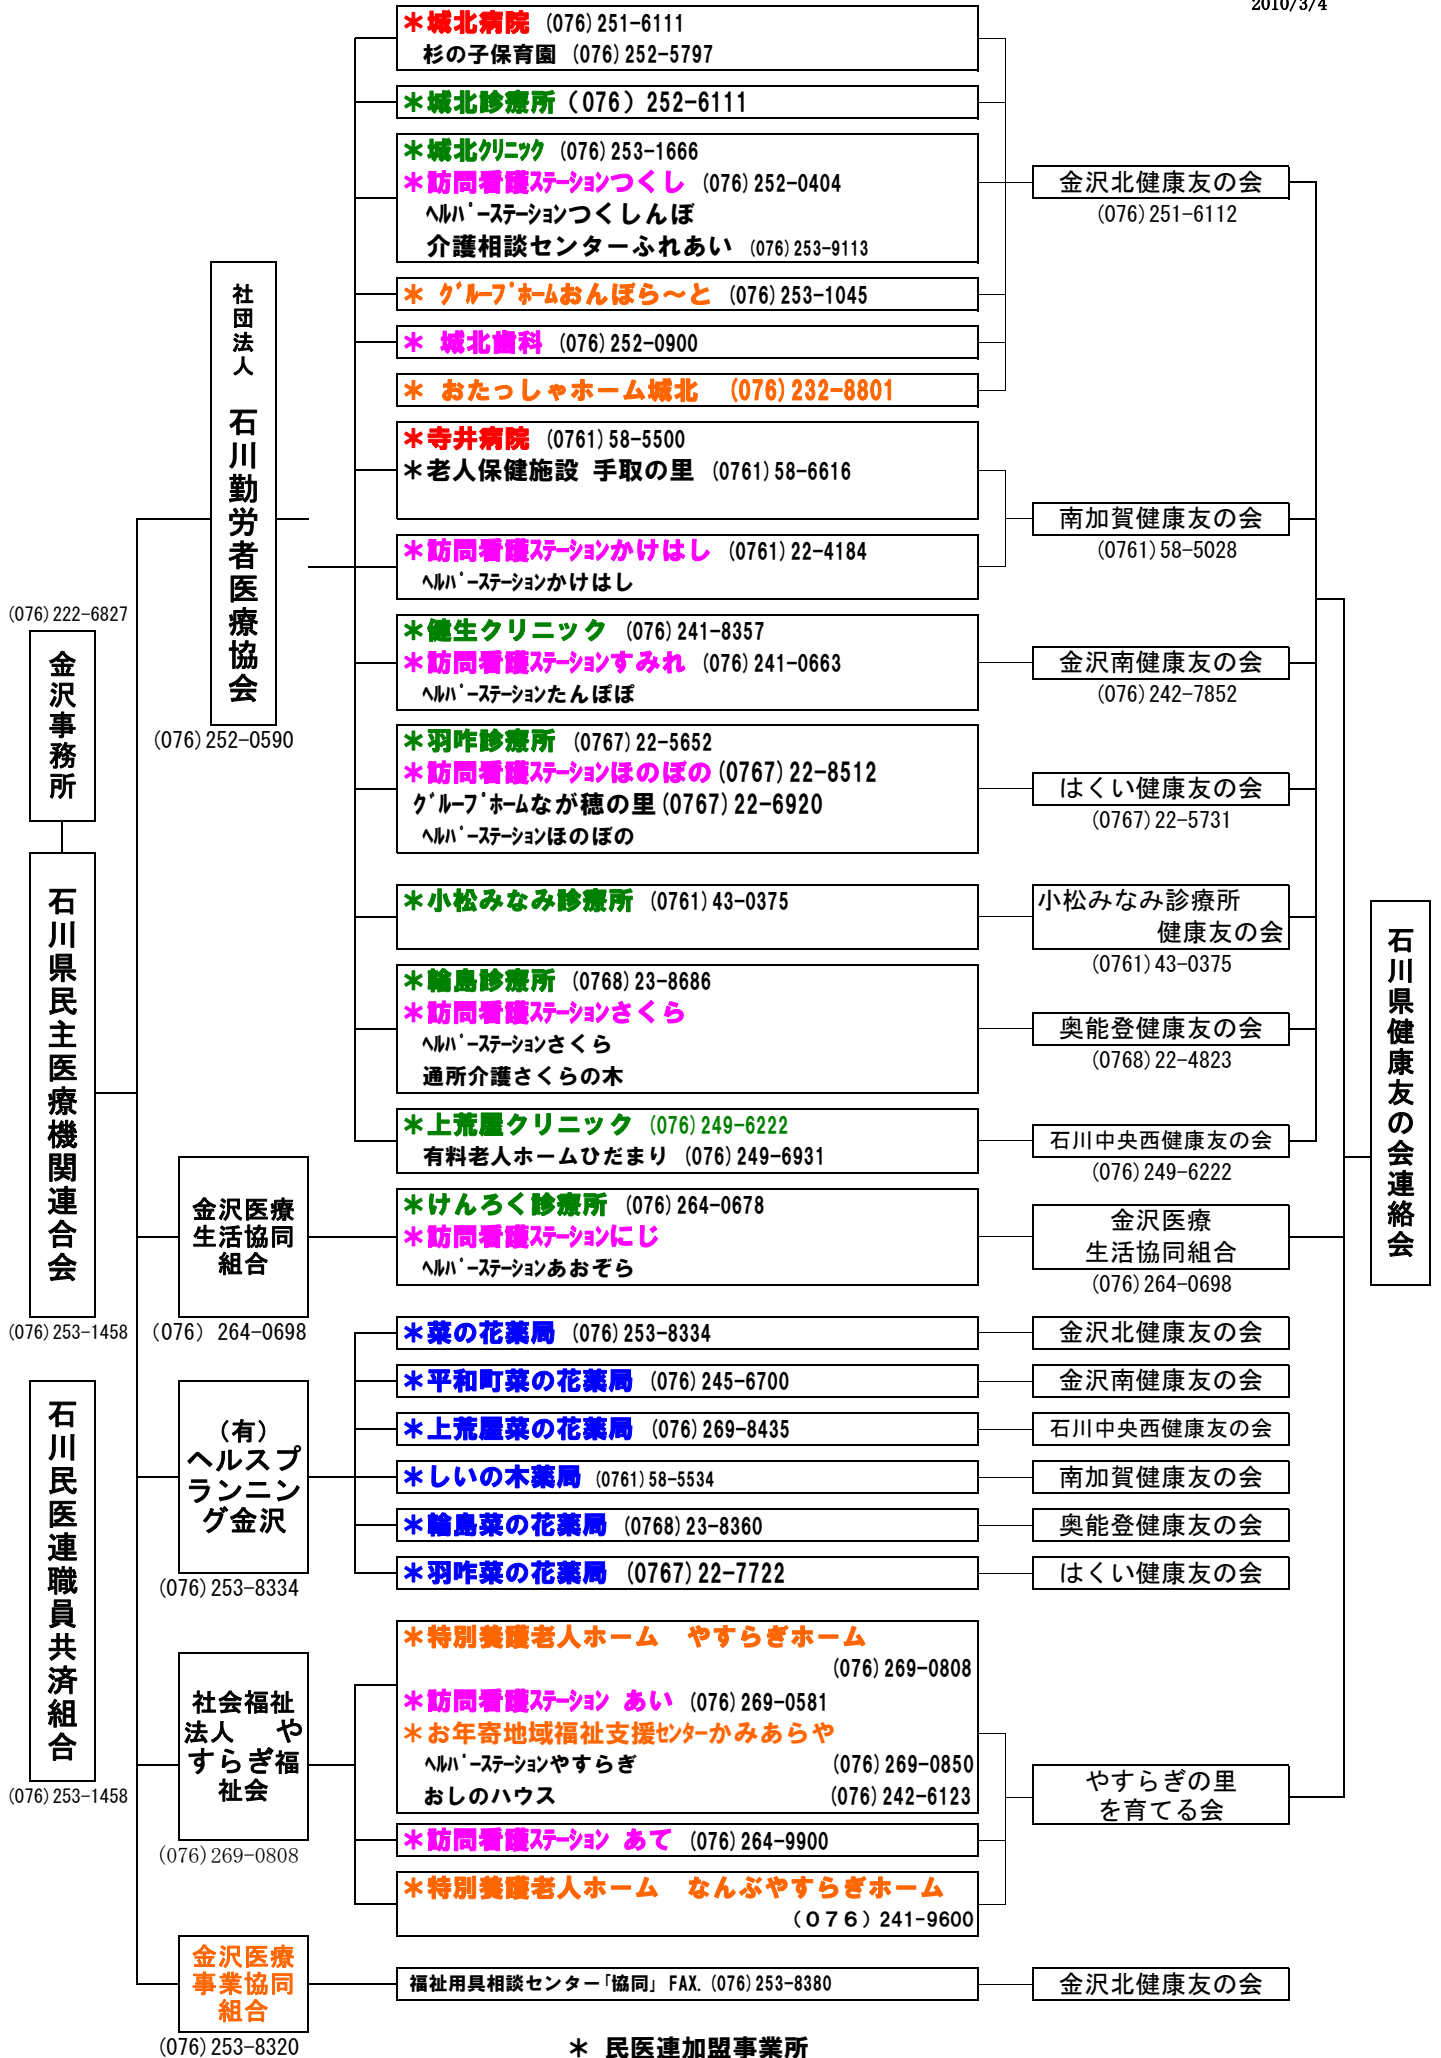 2010/3/4
＊城北病院 (076)251-6111
杉の子保育園 (076)252-5797
＊城北診療所（076）252-6111
＊城北ｸﾘﾆｯｸ (076)253-1666
＊訪問看護ｽﾃｰｼｮﾝつくし (076)252-0404
ﾍﾙﾊﾟｰｽﾃｰｼｮﾝつくしんぼ
介護相談センターふれあい (076)253-9113
＊ ｸﾞﾙｰﾌﾟﾎｰﾑおんぼら～と (076)253-1045
＊ 城北歯科 (076)252-0900
＊ おたっしゃホーム城北 (076)232-8801
＊寺井病院 (0761)58-5500
＊老人保健施設 手取の里 (0761)58-6616
＊訪問看護ｽﾃｰｼｮﾝかけはし (0761)22-4184
ﾍﾙﾊﾟｰｽﾃｰｼｮﾝかけはし
＊健生クリニック (076)241-8357
＊訪問看護ｽﾃｰｼｮﾝすみれ (076)241-0663
ﾍﾙﾊﾟｰｽﾃｰｼｮﾝたんぽぽ
＊羽咋診療所 (0767)22-5652
＊訪問看護ｽﾃｰｼｮﾝほのぼの(0767)22-8512
ｸﾞﾙｰﾌﾟﾎｰﾑなが穂の里(0767)22-6920
ﾍﾙﾊﾟｰｽﾃｰｼｮﾝほのぼの
＊小松みなみ診療所 (0761)43-0375
＊輪島診療所 (0768)23-8686
＊訪問看護ｽﾃｰｼｮﾝさくら
ﾍﾙﾊﾟｰｽﾃｰｼｮﾝさくら
通所介護さくらの木
＊上荒屋クリニック (076)249-6222
有料老人ホームひだまり (076)249-6931
＊けんろく診療所 (076)264-0678
＊訪問看護ｽﾃｰｼｮﾝにじ
ﾍﾙﾊﾟｰｽﾃｰｼｮﾝあおぞら
＊菜の花薬局 (076)253-8334
＊平和町菜の花薬局 (076)245-6700
＊上荒屋菜の花薬局 (076)269-8435
＊しいの木薬局 (0761)58-5534
＊輪島菜の花薬局 (0768)23-8360
＊羽咋菜の花薬局 (0767)22-7722
＊特別養護老人ホーム やすらぎホーム
(076)269-0808
＊訪問看護ｽﾃｰｼｮﾝ あい (076)269-0581
＊お年寄地域福祉支援ｾﾝﾀｰかみあらや
ﾍﾙﾊﾟｰｽﾃｰｼｮﾝやすらぎ (076)269-0850
おしのハウス (076)242-6123
＊訪問看護ｽﾃｰｼｮﾝ あて (076)264-9900
＊特別養護老人ホーム なんぶやすらぎホーム
（０７６）241-9600
福祉用具相談センター「協同」 FAX. (076)253-8380
＊ 民医連加盟事業所
社団法人 石川勤労者医療協会
(076)252-0590
(076)222-6827
金沢事務所
石川県民主医療機関連合会
(076)253-1458
石川民医連職員共済組合
(076)253-1458
金沢医療
生活協同
組合
（076）264-0698
（有）
ヘルスプ
ランニン
グ金沢
(076)253-8334
社会福祉
法人 や
すらぎ福
祉会
(076)269-0808
金沢医療
事業協同
組合
(076)253-8320
金沢北健康友の会
(076)251-6112
南加賀健康友の会
(0761)58-5028
金沢南健康友の会
(076)242-7852
はくい健康友の会
(0767)22-5731
小松みなみ診療所
健康友の会
(0761)43-0375
奥能登健康友の会
(0768)22-4823
石川中央西健康友の会
(076)249-6222
金沢医療
生活協同組合
(076)264-0698
金沢北健康友の会
金沢南健康友の会
石川中央西健康友の会
南加賀健康友の会
奥能登健康友の会
はくい健康友の会
やすらぎの里
を育てる会
金沢北健康友の会
石川県健康友の会連絡会